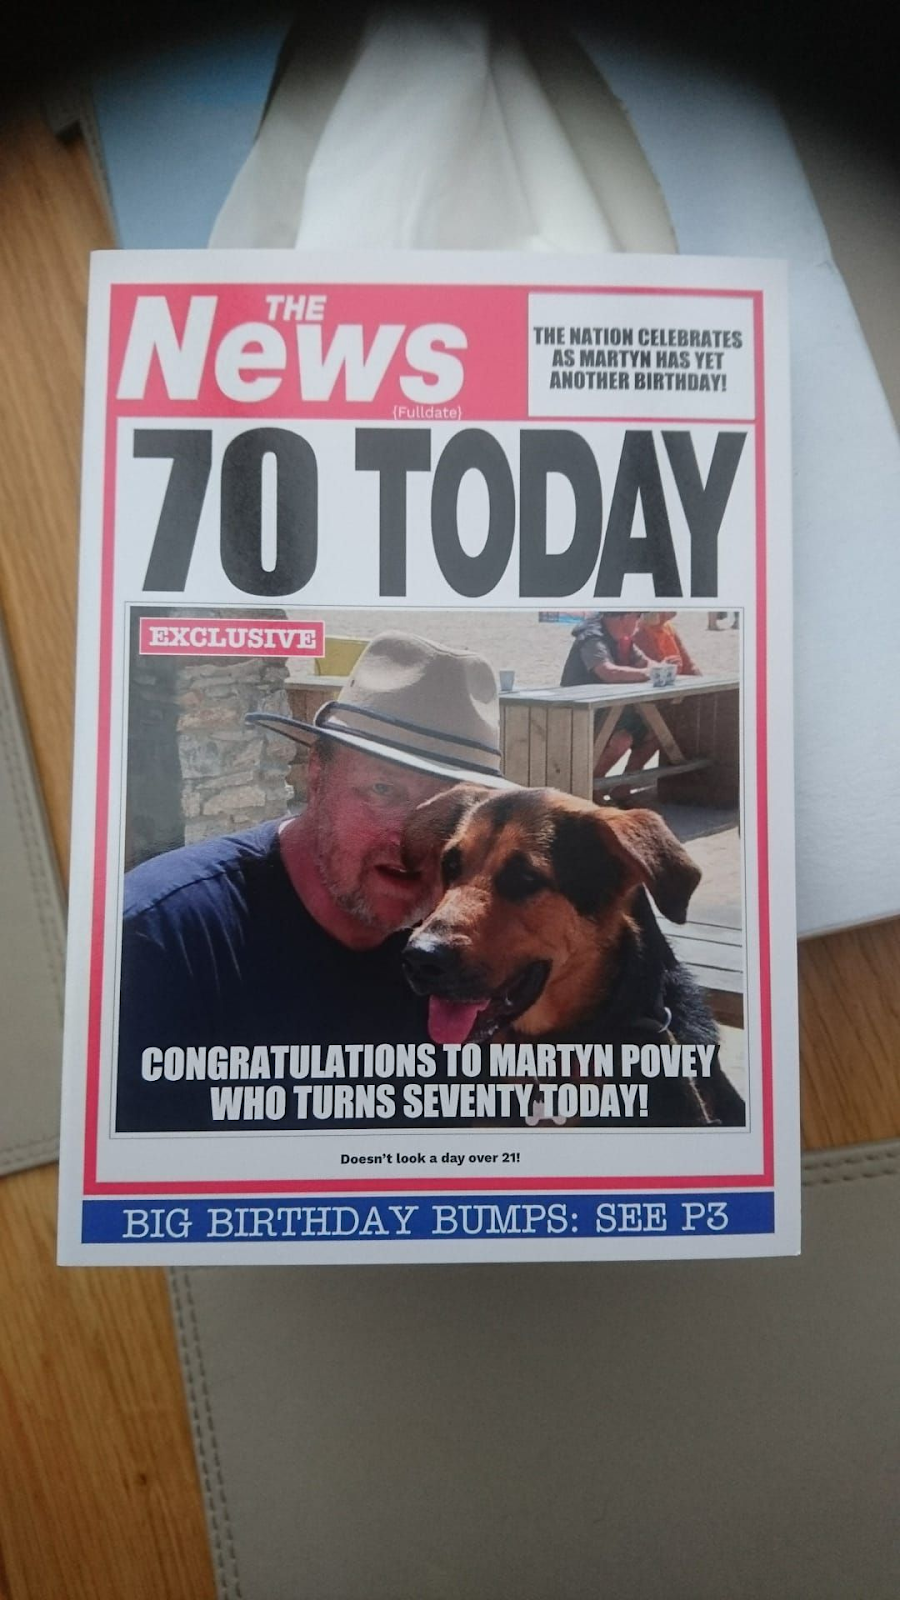 THE
News
{Fulldate}
THE NATION CELEBRATES
AS MARTYN HAS YET
ANOTHER BIRTHDAY!
70 TODAY
EXCLUSIVE
CONGRATULATIONS TO MARTYN POVEY
WHO TURNS SEVENTY TODAY!
Doesn't look a day over 21!
BIG BIRTHDAY BUMPS: SEE P3